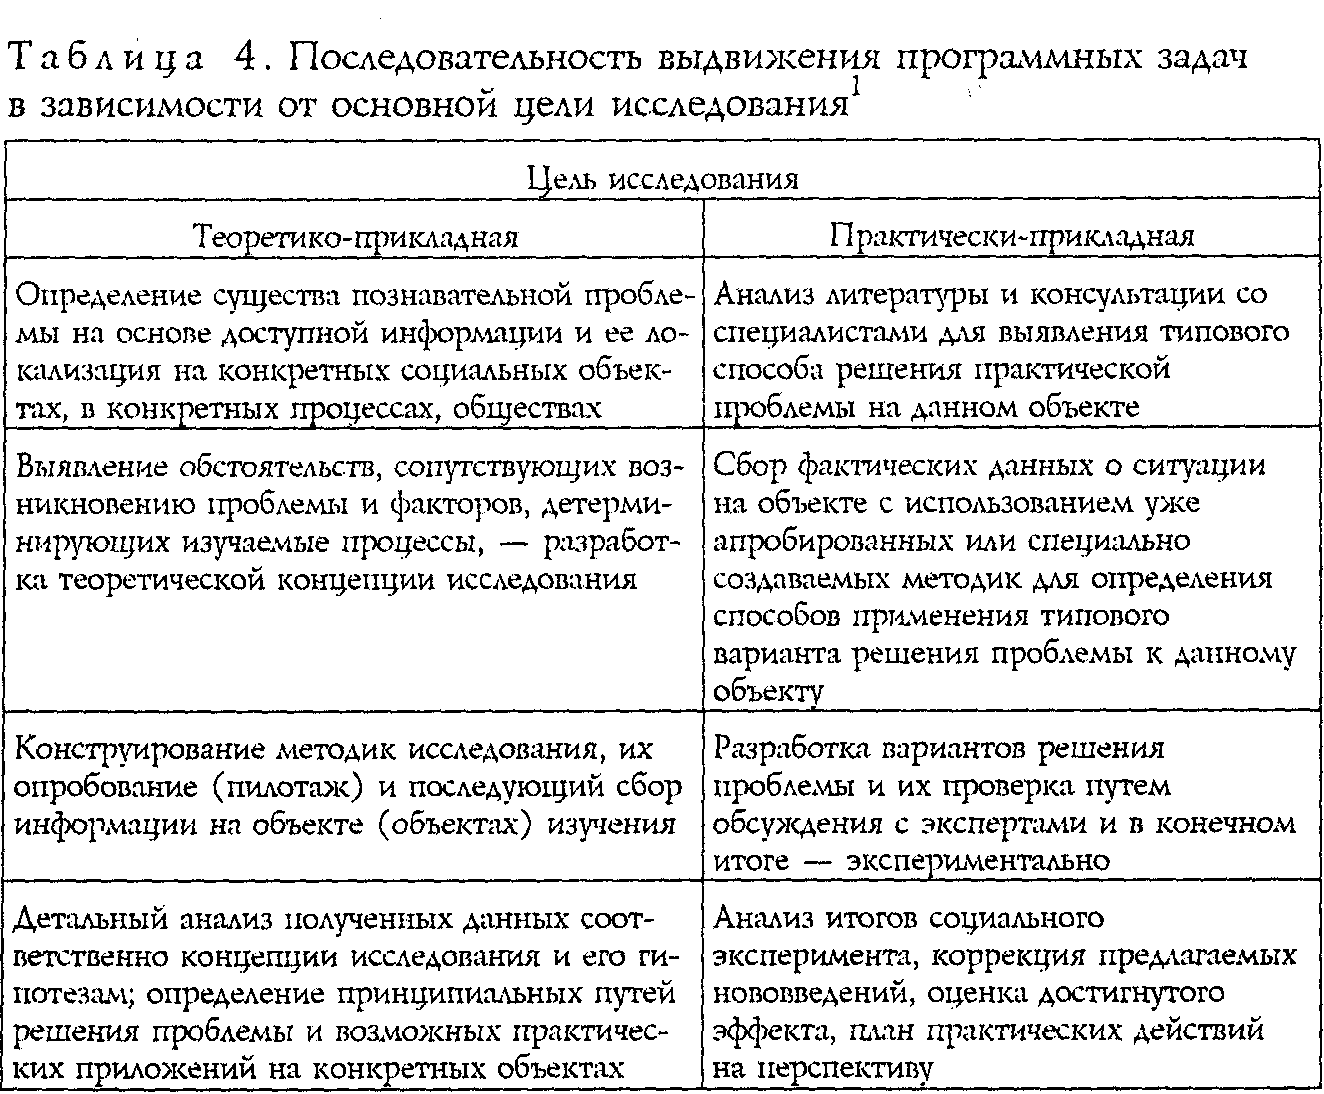 Таблица 4. Последовательность выдвижения программных задач
в зависимости от основной цели исследования1
Цель исследования
Теоретико-прикладная
Практически-прикладная
Определение существа познавательной пробле-
мы на основе доступной информации и ее ло-
кализация на конкретных социальных объек-
тах, в конкретных процессах, обществах
Анализ литературы и консультации со
специалистами для выявления типового
способа решения практической
проблемы на данном объекте
Выявление обстоятельств, сопутствующих воз-
никновению проблемы и факторов, детерми-
нирующих изучаемые процессы, — разработ-
ка теоретической концепции исследования
Сбор фактических данных о ситуации
на объекте с использованием уже
апробированных или специально
создаваемых методик для определения
способов применения типового
варианта решения проблемы к данному
объекту
Конструирование методик исследования, их
опробование (пилотаж) и последующий сбор
информации на объекте (объектах) изучения
Разработка вариантов решения
проблемы и их проверка путем
обсуждения с экспертами и в конечном
итоге — экспериментально
Детальный анализ полученных данных соот-
ветственно концепции исследования и его ги-
потезам; определение принципиальных путей
решения проблемы и возможных практичес-
ких приложений на конкретных объектах
Анализ итогов социального
эксперимента, коррекция предлагаемых
нововведений, оценка достигнутого
эффекта, план практических действий
на перспективу